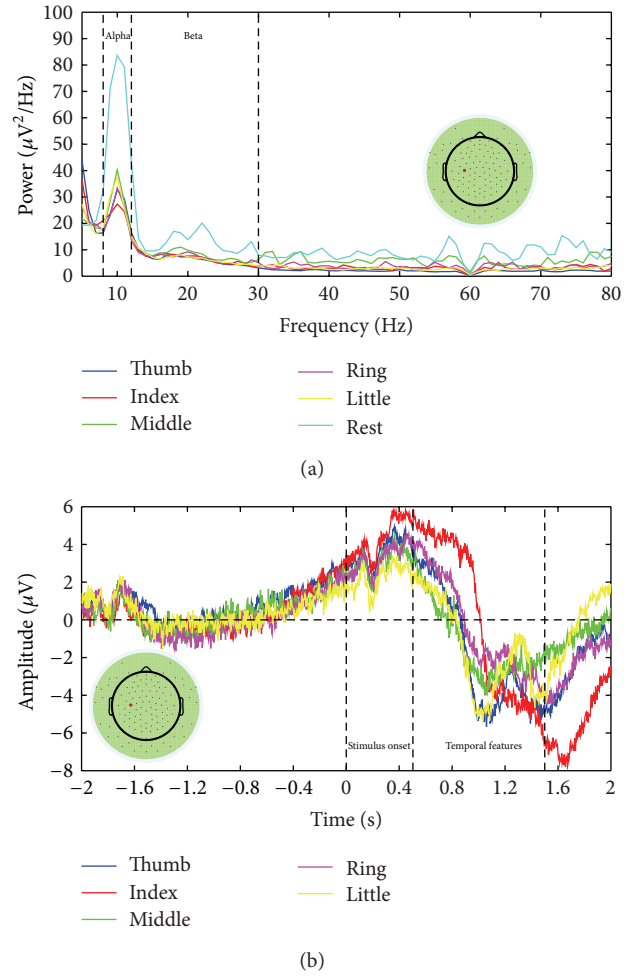 100
90
80
70
60
50
40
30
20
10
0
Power (μV²/Hz)
Alpha
Beta
10 20 30 40 50 60 70 80
Frequency (Hz)
Thumb
Index
Middle
Ring
Little
Rest
(a)
6
4
2
0
−2
−4
−6
−8
Amplitude (μV)
Stimulus onset
Temporal features
−2 −1.6 −1.2 −0.8 −0.4 0 0.4 0.8 1.2 1.6 2
Time (s)
Thumb
Index
Middle
Ring
Little
(b)